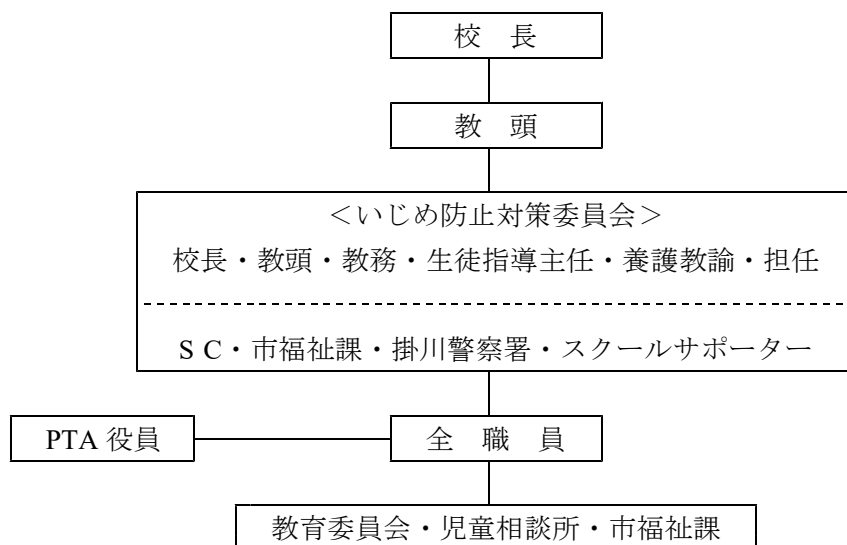 校 長
教 頭
＜いじめ防止対策委員会＞
校長・教頭・教務・生徒指導主任・養護教諭・担任
SC・市福祉課・掛川警察署・スクールサポーター
PTA 役員
全 職 員
教育委員会・児童相談所・市福祉課